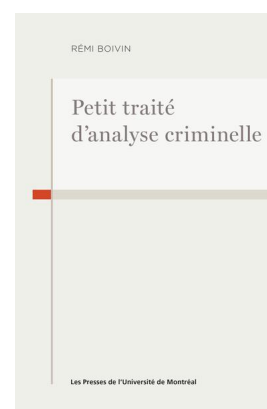 RÉMI BOIVIN
Petit traité
d’analyse criminelle
Les Presses de l’Université de Montréal